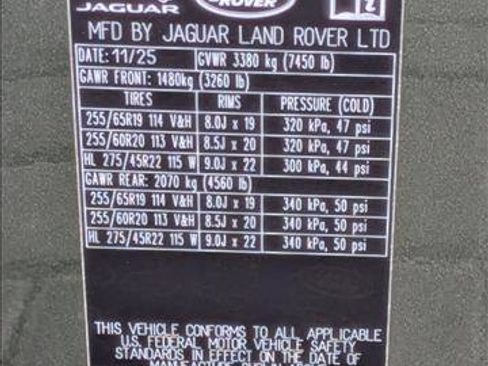 JAGUAR ROVER
MFD BY JAGUAR LAND ROVER LTD
DATE: 11/25 GVWR 3380 kg (7450 lb)
GAWR FRONT: 1480kg (3260 lb)
TIRES RIMS PRESSURE (COLD)
255/65R19 114 V&H 8.0J x 19 320 kPa, 47 psi
255/60R20 113 V&H 8.5J x 20 320 kPa, 47 psi
HL 275/45R22 115 W 9.0J x 22 300 kPa, 44 psi
GAWR REAR: 2070 kg (4560 lb)
255/65R19 114 V&H 8.0J x 19 340 kPa, 50 psi
255/60R20 113 V&H 8.5J x 20 340 kPa, 50 psi
HL 275/45R22 115 W 9.0J x 22 340 kPa, 50 psi
THIS VEHICLE CONFORMS TO ALL APPLICABLE
U.S. FEDERAL MOTOR VEHICLE SAFETY
STANDARDS IN EFFECT ON THE DATE OF